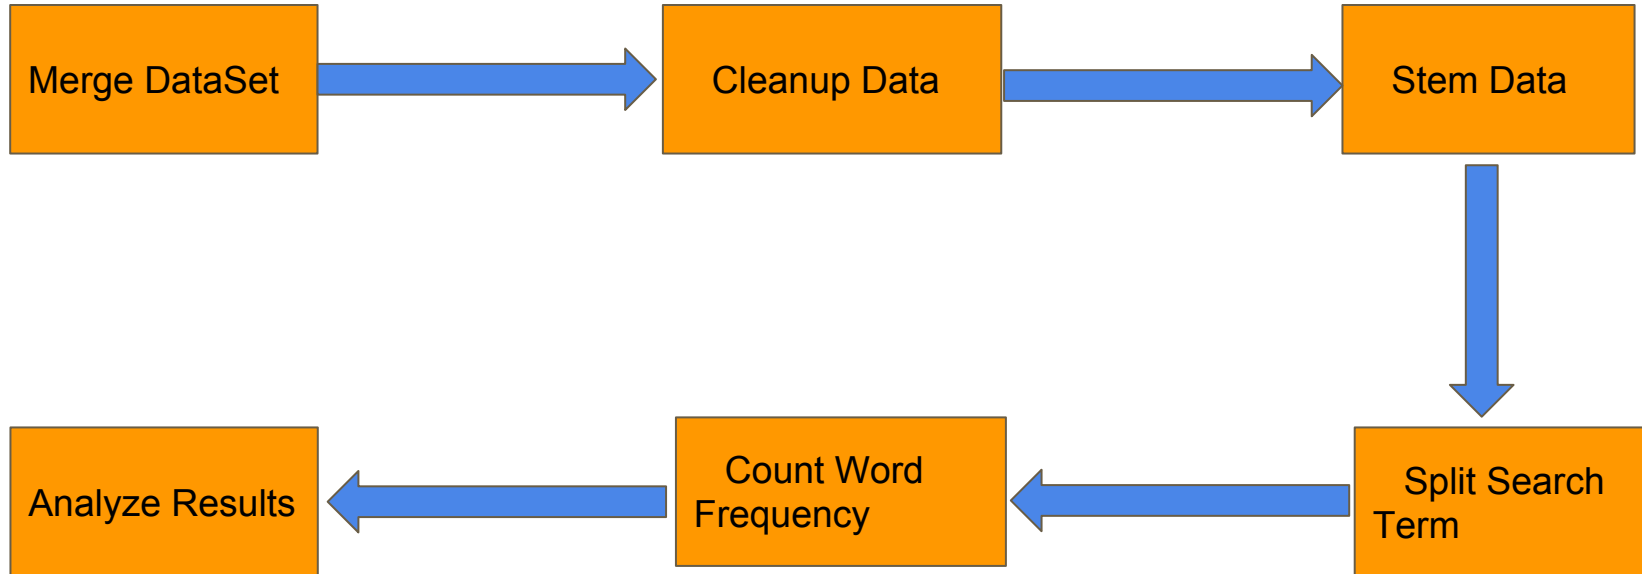 Merge DataSet
Cleanup Data
Stem Data
Split Search
Term
Count Word
Frequency
Analyze Results